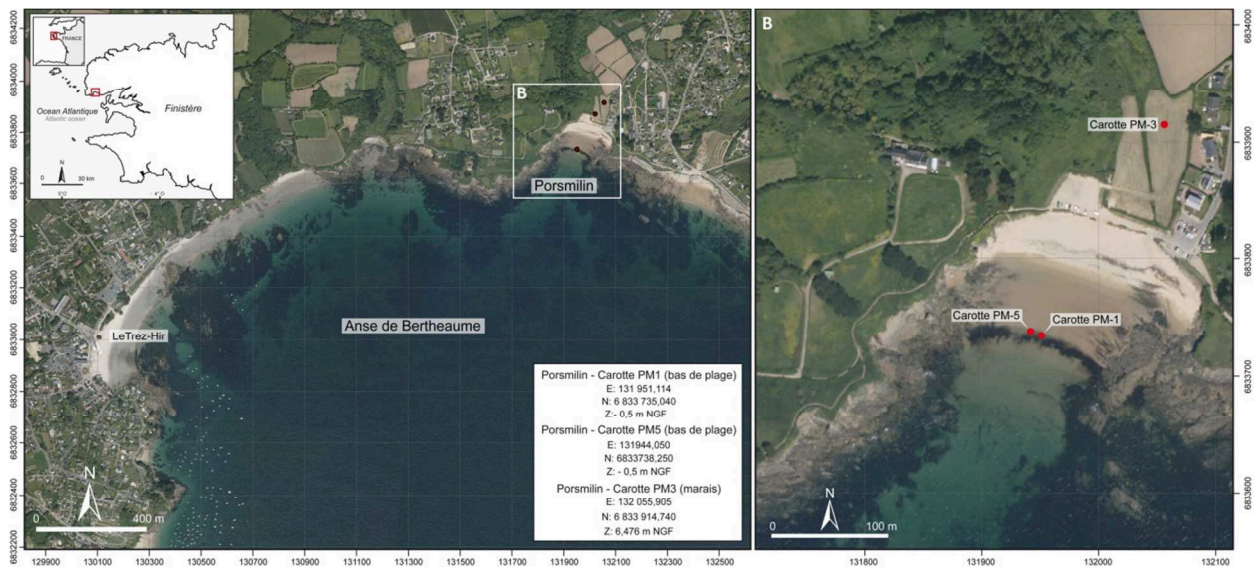 FRANCE
Ocean Atlantique
Atlantic ocean
Finistère
N
0 30 km
5°O
4°O
B
Porsmilin
Anse de Bertheaume
LeTrez-Hir
Porsmilin - Carotte PM1 (bas de plage)
E: 131 951,114
N: 6 833 735,040
Z:- 0,5 m NGF
Porsmilin - Carotte PM5 (bas de plage)
E: 131944,050
N: 6833738,250
Z: - 0,5 m NGF
Porsmilin - Carotte PM3 (marais)
E: 132 055,905
N: 6 833 914,740
Z: 6,476 m NGF
N
0 400 m
6834200
6834000
6833800
6833600
6833400
6833200
6833000
6832800
6832600
6832400
6832200
129900 130100 130300 130500 130700 130900 131100 131300 131500 131700 131900 132100 132300 132500
B
Carotte PM-3
Carotte PM-5
Carotte PM-1
N
0 100 m
131800 131900 132000 132100
6834000
6833900
6833800
6833700
6833600